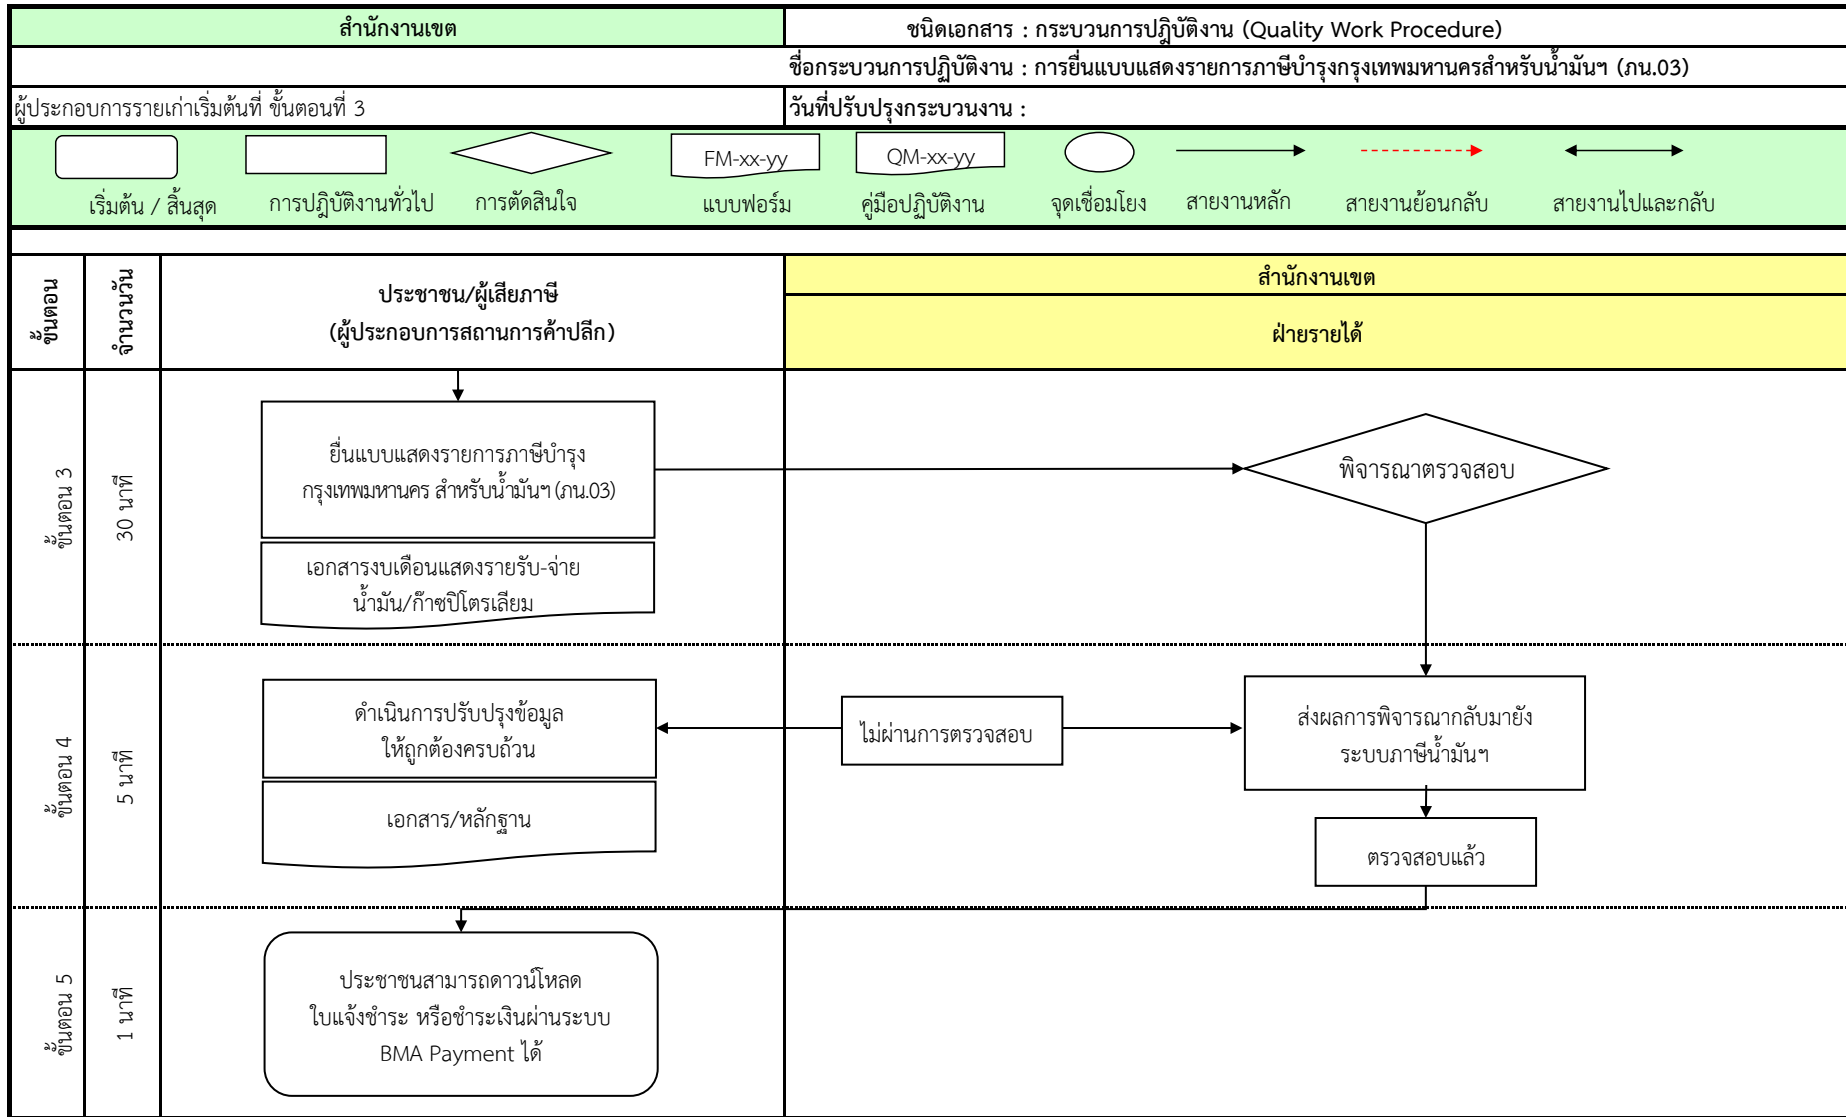 สำนักงานเขต
ชนิดเอกสาร : กระบวนการปฎิบัติงาน (Quality Work Procedure)
ชื่อกระบวนการปฏิบัติงาน : การยื่นแบบแสดงรายการภาษีบำรุงกรุงเทพมหานครสำหรับน้ำมันฯ (ภน.03)
ผู้ประกอบการรายเก่าเริ่มต้นที่ ขั้นตอนที่ 3
วันที่ปรับปรุงกระบวนงาน :
FM-xx-yy
QM-xx-yy
เริ่มต้น / สิ้นสุด
การปฎิบัติงานทั่วไป
การตัดสินใจ
แบบฟอร์ม
คู่มือปฏิบัติงาน
จุดเชื่อมโยง
สายงานหลัก
สายงานย้อนกลับ
สายงานไปและกลับ
ขั้นตอน
จำนวนวัน
ประชาชน/ผู้เสียภาษี
(ผู้ประกอบการสถานการค้าปลีก)
สำนักงานเขต
ฝ่ายรายได้
ขั้นตอน 3
30 นาที
ยื่นแบบแสดงรายการภาษีบำรุง
กรุงเทพมหานคร สำหรับน้ำมันฯ (ภน.03)
เอกสารงบเดือนแสดงรายรับ-จ่าย
น้ำมัน/ก๊าซปิโตรเลียม
พิจารณาตรวจสอบ
ขั้นตอน 4
5 นาที
ดำเนินการปรับปรุงข้อมูล
ให้ถูกต้องครบถ้วน
เอกสาร/หลักฐาน
ไม่ผ่านการตรวจสอบ
ส่งผลการพิจารณากลับมายัง
ระบบภาษีน้ำมันฯ
ตรวจสอบแล้ว
ขั้นตอน 5
1 นาที
ประชาชนสามารถดาวน์โหลด
ใบแจ้งชำระ หรือชำระเงินผ่านระบบ
BMA Payment ได้